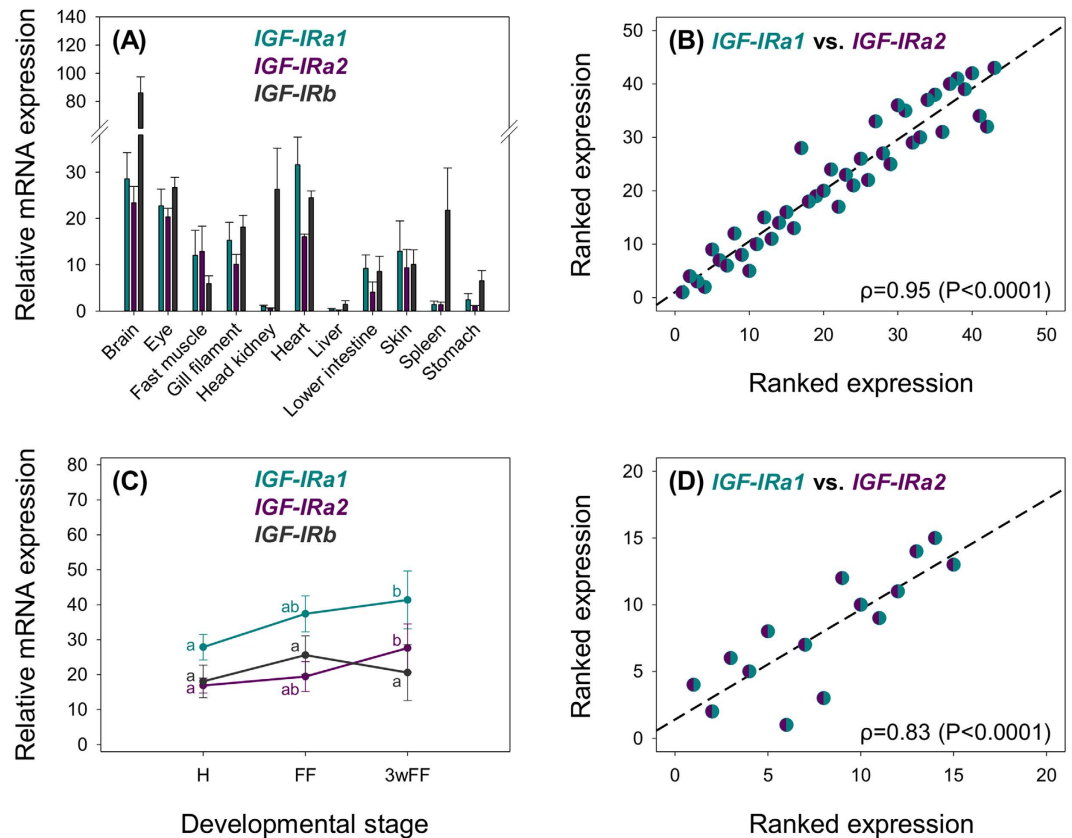 (A)
IGF-IRa1
IGF-IRa2
IGF-IRb
Relative mRNA expression
140
120
100
80
60
30
20
10
0
Brain
Eye
Fast muscle
Gill filament
Head kidney
Heart
Liver
Lower intestine
Skin
Spleen
Stomach
(B) IGF-IRa1 vs. IGF-IRa2
Ranked expression
50
40
30
20
10
0
ρ=0.95 (P<0.0001)
0 10 20 30 40 50
Ranked expression
(C)
IGF-IRa1
IGF-IRa2
IGF-IRb
Relative mRNA expression
80
70
60
50
40
30
20
10
0
a
ab
b
a
a
b
a
ab
a
H FF 3wFF
Developmental stage
(D) IGF-IRa1 vs. IGF-IRa2
Ranked expression
20
15
10
5
0
ρ=0.83 (P<0.0001)
0 5 10 15 20
Ranked expression